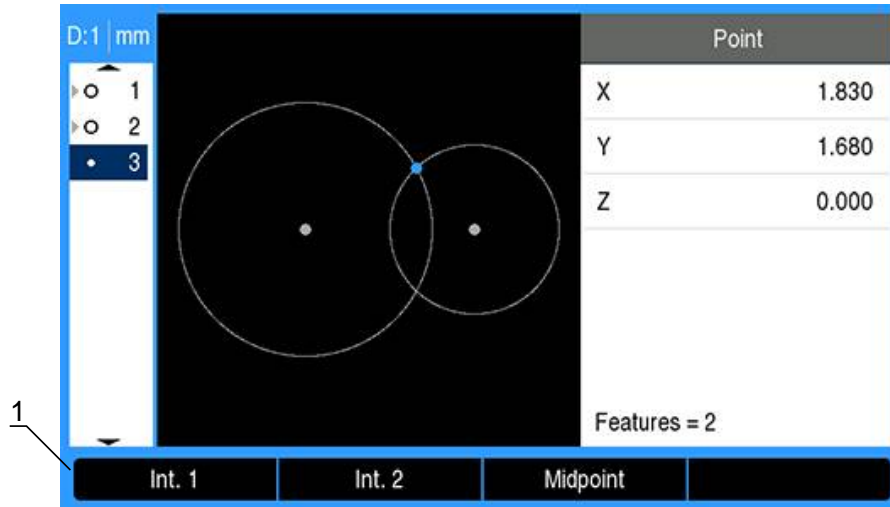 D:1 mm
Point
1
2
3
X 1.830
Y 1.680
Z 0.000
Features = 2
1
Int. 1 Int. 2 Midpoint